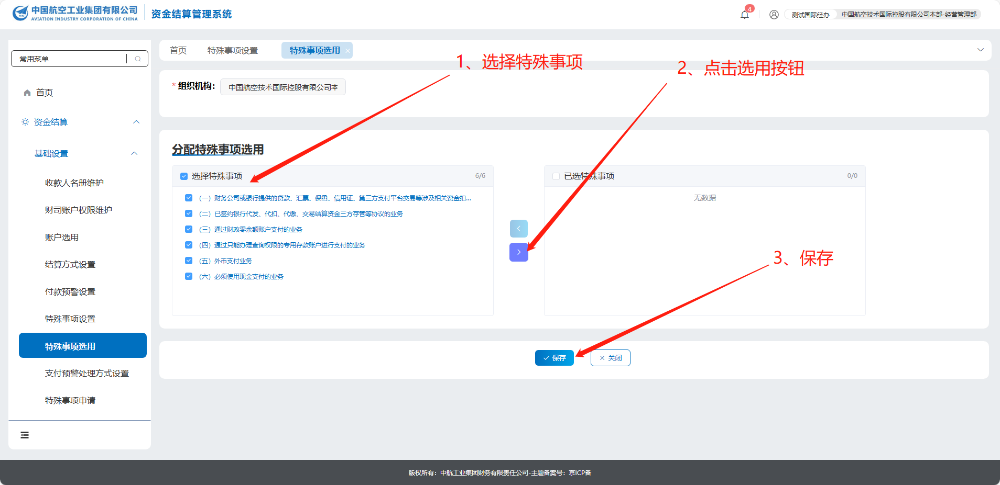 中国航空工业集团有限公司
AVIATION INDUSTRY CORPORATION OF CHINA
资金结算管理系统
4
测试国际经办
中国航空技术国际控股有限公司本部-经营管理部
常用菜单
首页
特殊事项设置
特殊事项选用
1、选择特殊事项
2、点击选用按钮
* 组织机构：
中国航空技术国际控股有限公司本
首页
资金结算
基础设置
收款人名册维护
财司账户权限维护
账户选用
结算方式设置
付款预警设置
特殊事项设置
特殊事项选用
支付预警处理方式设置
特殊事项申请
分配特殊事项选用
选择特殊事项
6/6
（一）财务公司或银行提供的贷款、汇票、保函、信用证、第三方支付平台交易等涉及相关资金扣...
（二）已签约银行代发、代扣、代缴、交易结算资金三方存管等协议的业务
（三）通过财政零余额账户支付的业务
（四）通过只能办理查询权限的专用存款账户进行支付的业务
（五）外币支付业务
（六）必须使用现金支付的业务
已选特殊事项
0/0
无数据
3、保存
保存
关闭
版权所有：中航工业集团财务有限责任公司-主题备案号：京ICP备